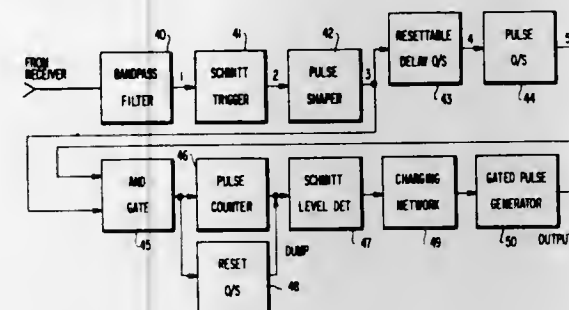 FROM
RECEIVER
40
BANDPASS
FILTER
1
41
SCHMITT
TRIGGER
2
42
PULSE
SHAPER
3
RESETTABLE
DELAY O/S
43
4
PULSE
O/S
44
5
AND
GATE
45
46
PULSE
COUNTER
RESET
O/S
48
DUMP
SCHMITT
LEVEL DET
47
CHARGING
NETWORK
49
GATED PULSE
GENERATOR
50
OUTPUT